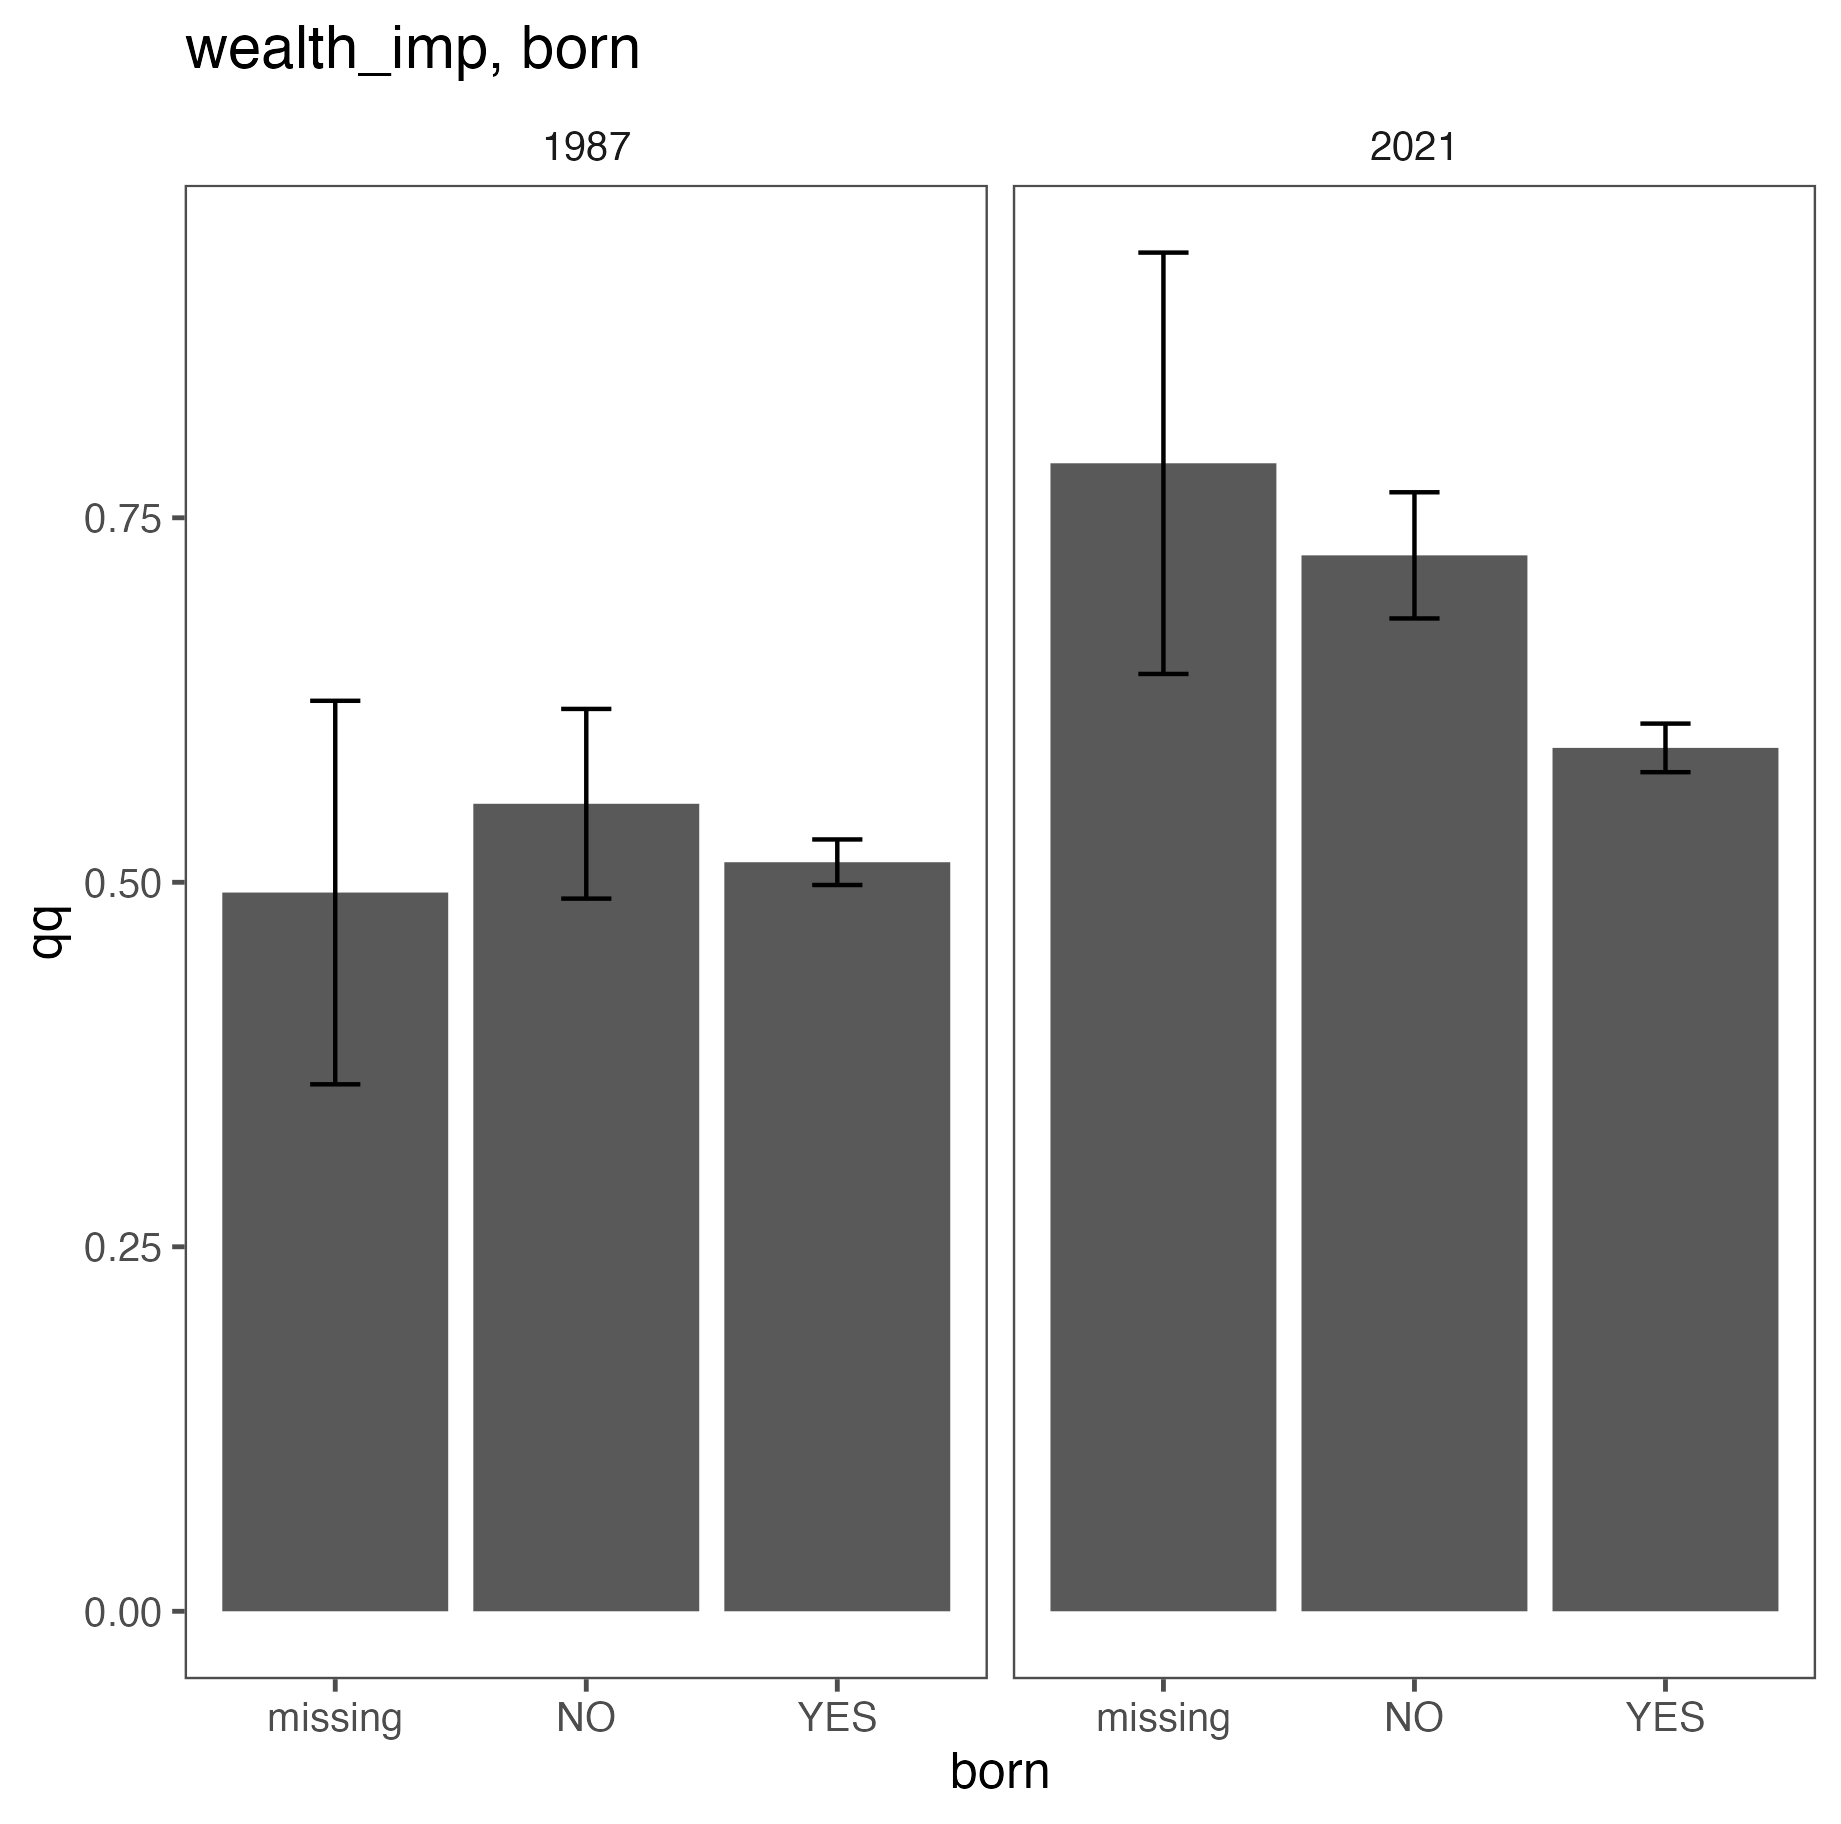 wealth_imp, born
1987
2021
qq
0.75
0.50
0.25
0.00
missing NO YES
missing NO YES
born